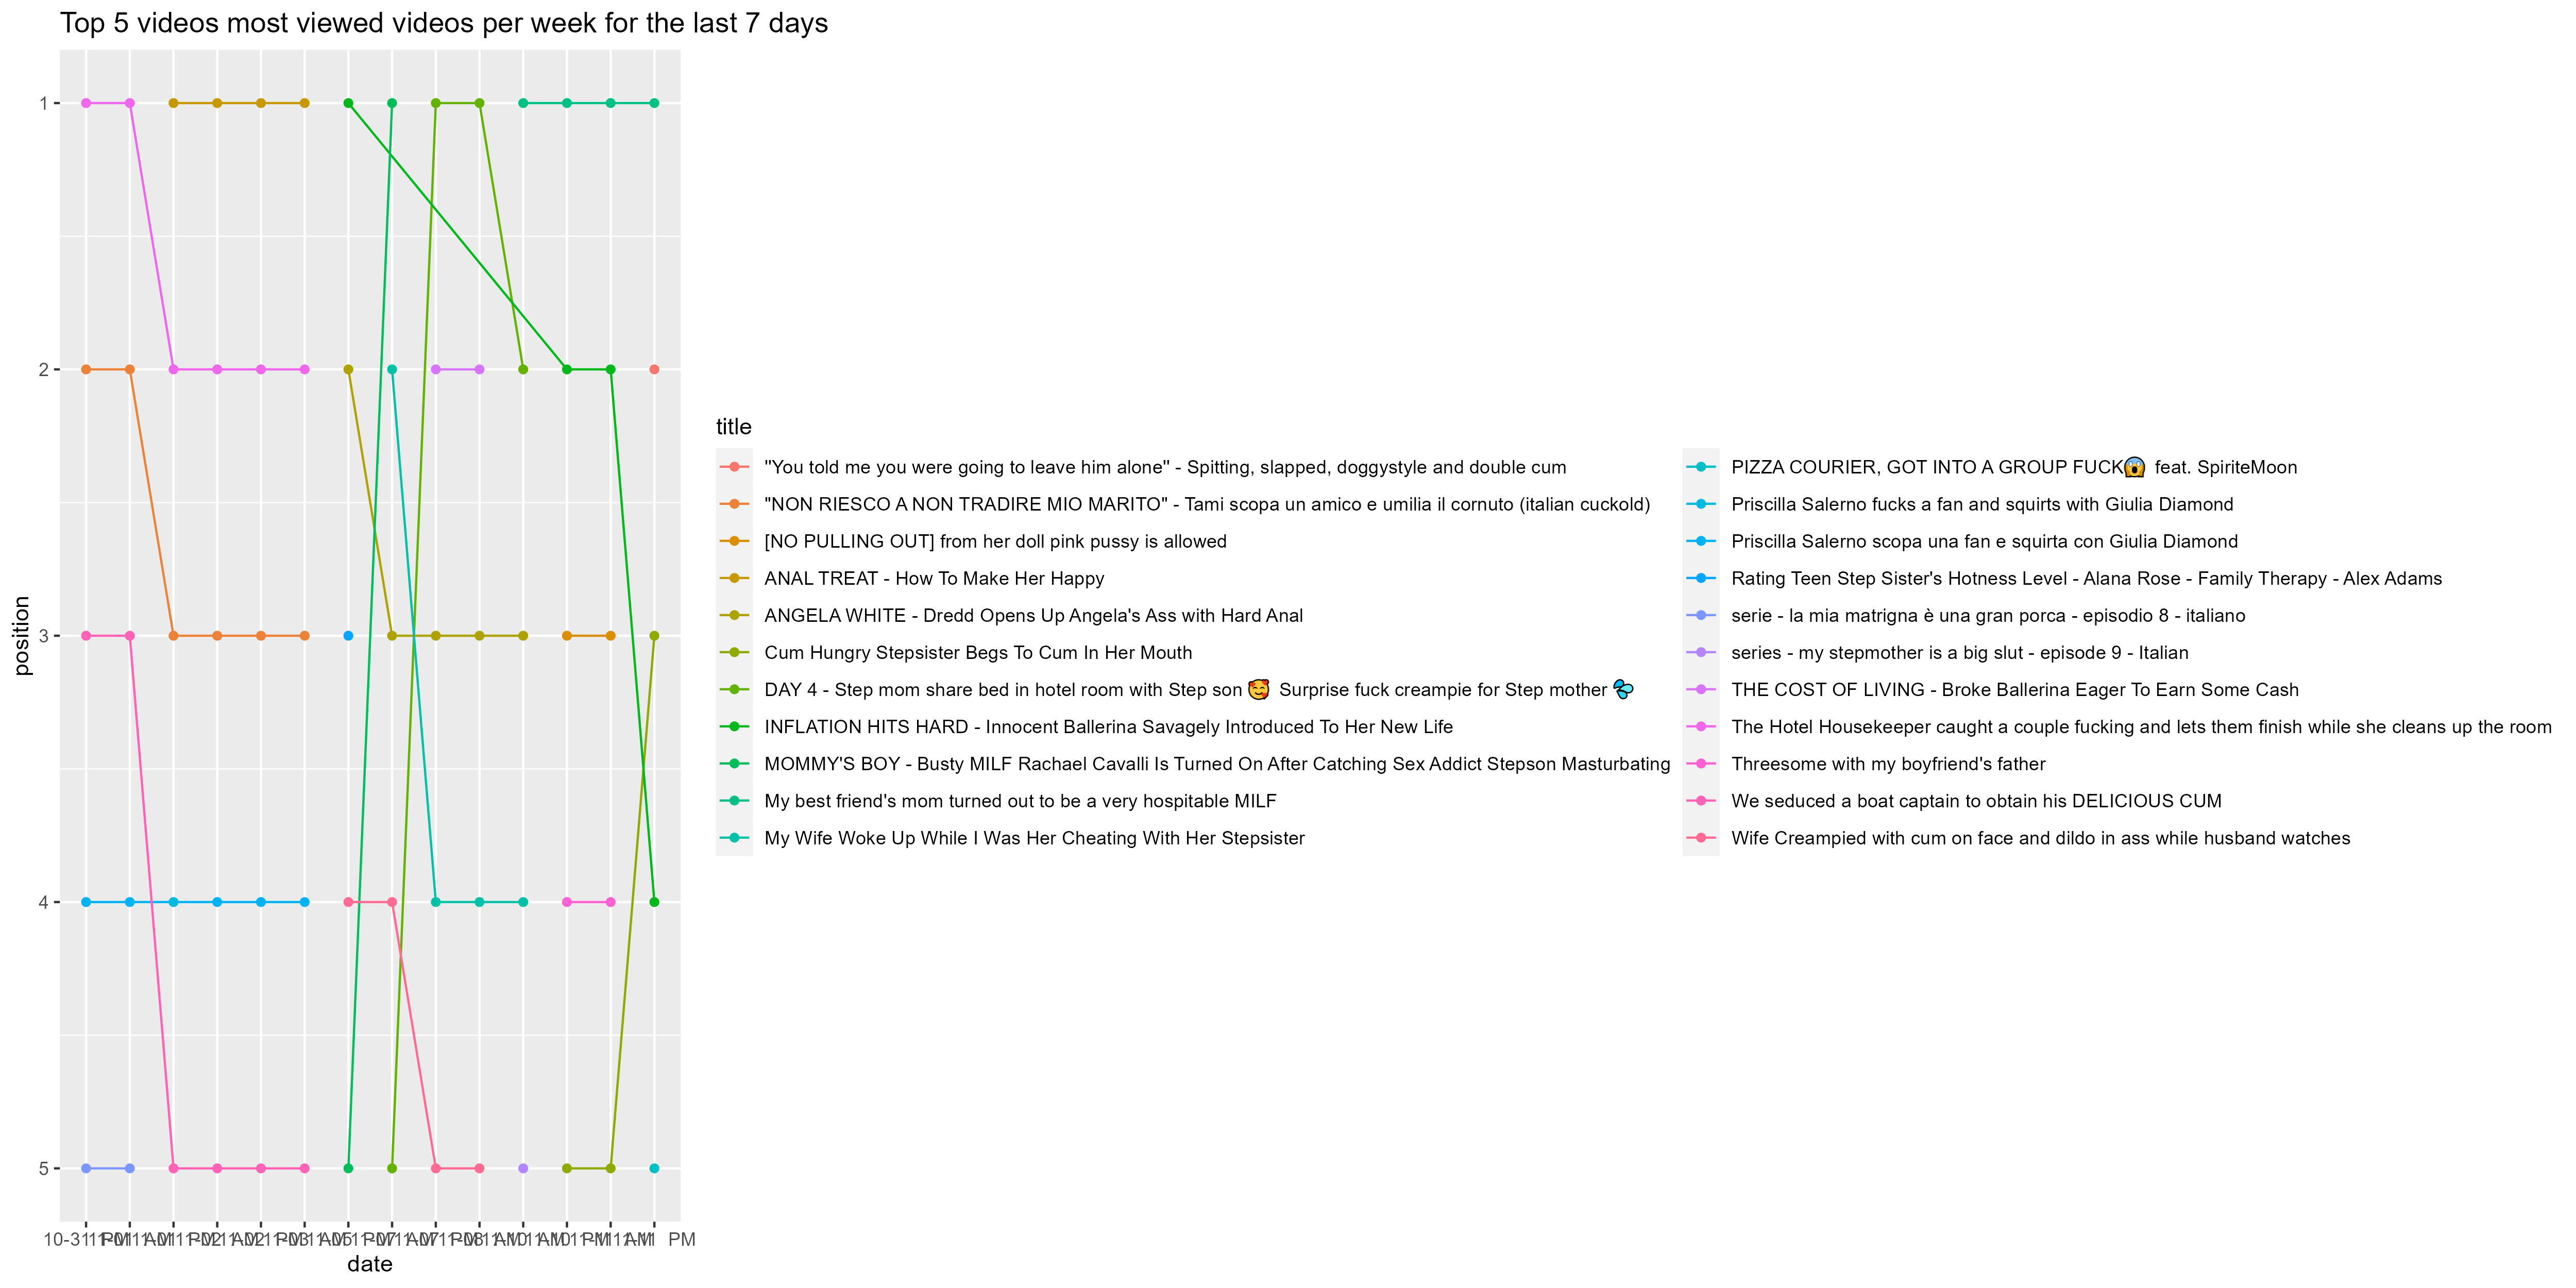 Top 5 videos most viewed videos per week for the last 7 days
1
2
3
4
5
position
10-31
PM
date
title
"You told me you were going to leave him alone" - Spitting, slapped, doggystyle and double cum
"NON RIESCO A NON TRADIRE MIO MARITO" - Tami scopa un amico e umilia il cornuto (italian cuckold)
[NO PULLING OUT] from her doll pink pussy is allowed
ANAL TREAT - How To Make Her Happy
ANGELA WHITE - Dredd Opens Up Angela's Ass with Hard Anal
Cum Hungry Stepsister Begs To Cum In Her Mouth
DAY 4 - Step mom share bed in hotel room with Step son 🥰 Surprise fuck creampie for Step mother 💦
INFLATION HITS HARD - Innocent Ballerina Savagely Introduced To Her New Life
MOMMY'S BOY - Busty MILF Rachael Cavalli Is Turned On After Catching Sex Addict Stepson Masturbating
My best friend's mom turned out to be a very hospitable MILF
My Wife Woke Up While I Was Her Cheating With Her Stepsister
PIZZA COURIER, GOT INTO A GROUP FUCK😱 feat. SpiriteMoon
Priscilla Salerno fucks a fan and squirts with Giulia Diamond
Priscilla Salerno scopa una fan e squirta con Giulia Diamond
Rating Teen Step Sister's Hotness Level - Alana Rose - Family Therapy - Alex Adams
serie - la mia matrigna è una gran porca - episodio 8 - italiano
series - my stepmother is a big slut - episode 9 - Italian
THE COST OF LIVING - Broke Ballerina Eager To Earn Some Cash
The Hotel Housekeeper caught a couple fucking and lets them finish while she cleans up the room
Threesome with my boyfriend's father
We seduced a boat captain to obtain his DELICIOUS CUM
Wife Creampied with cum on face and dildo in ass while husband watches